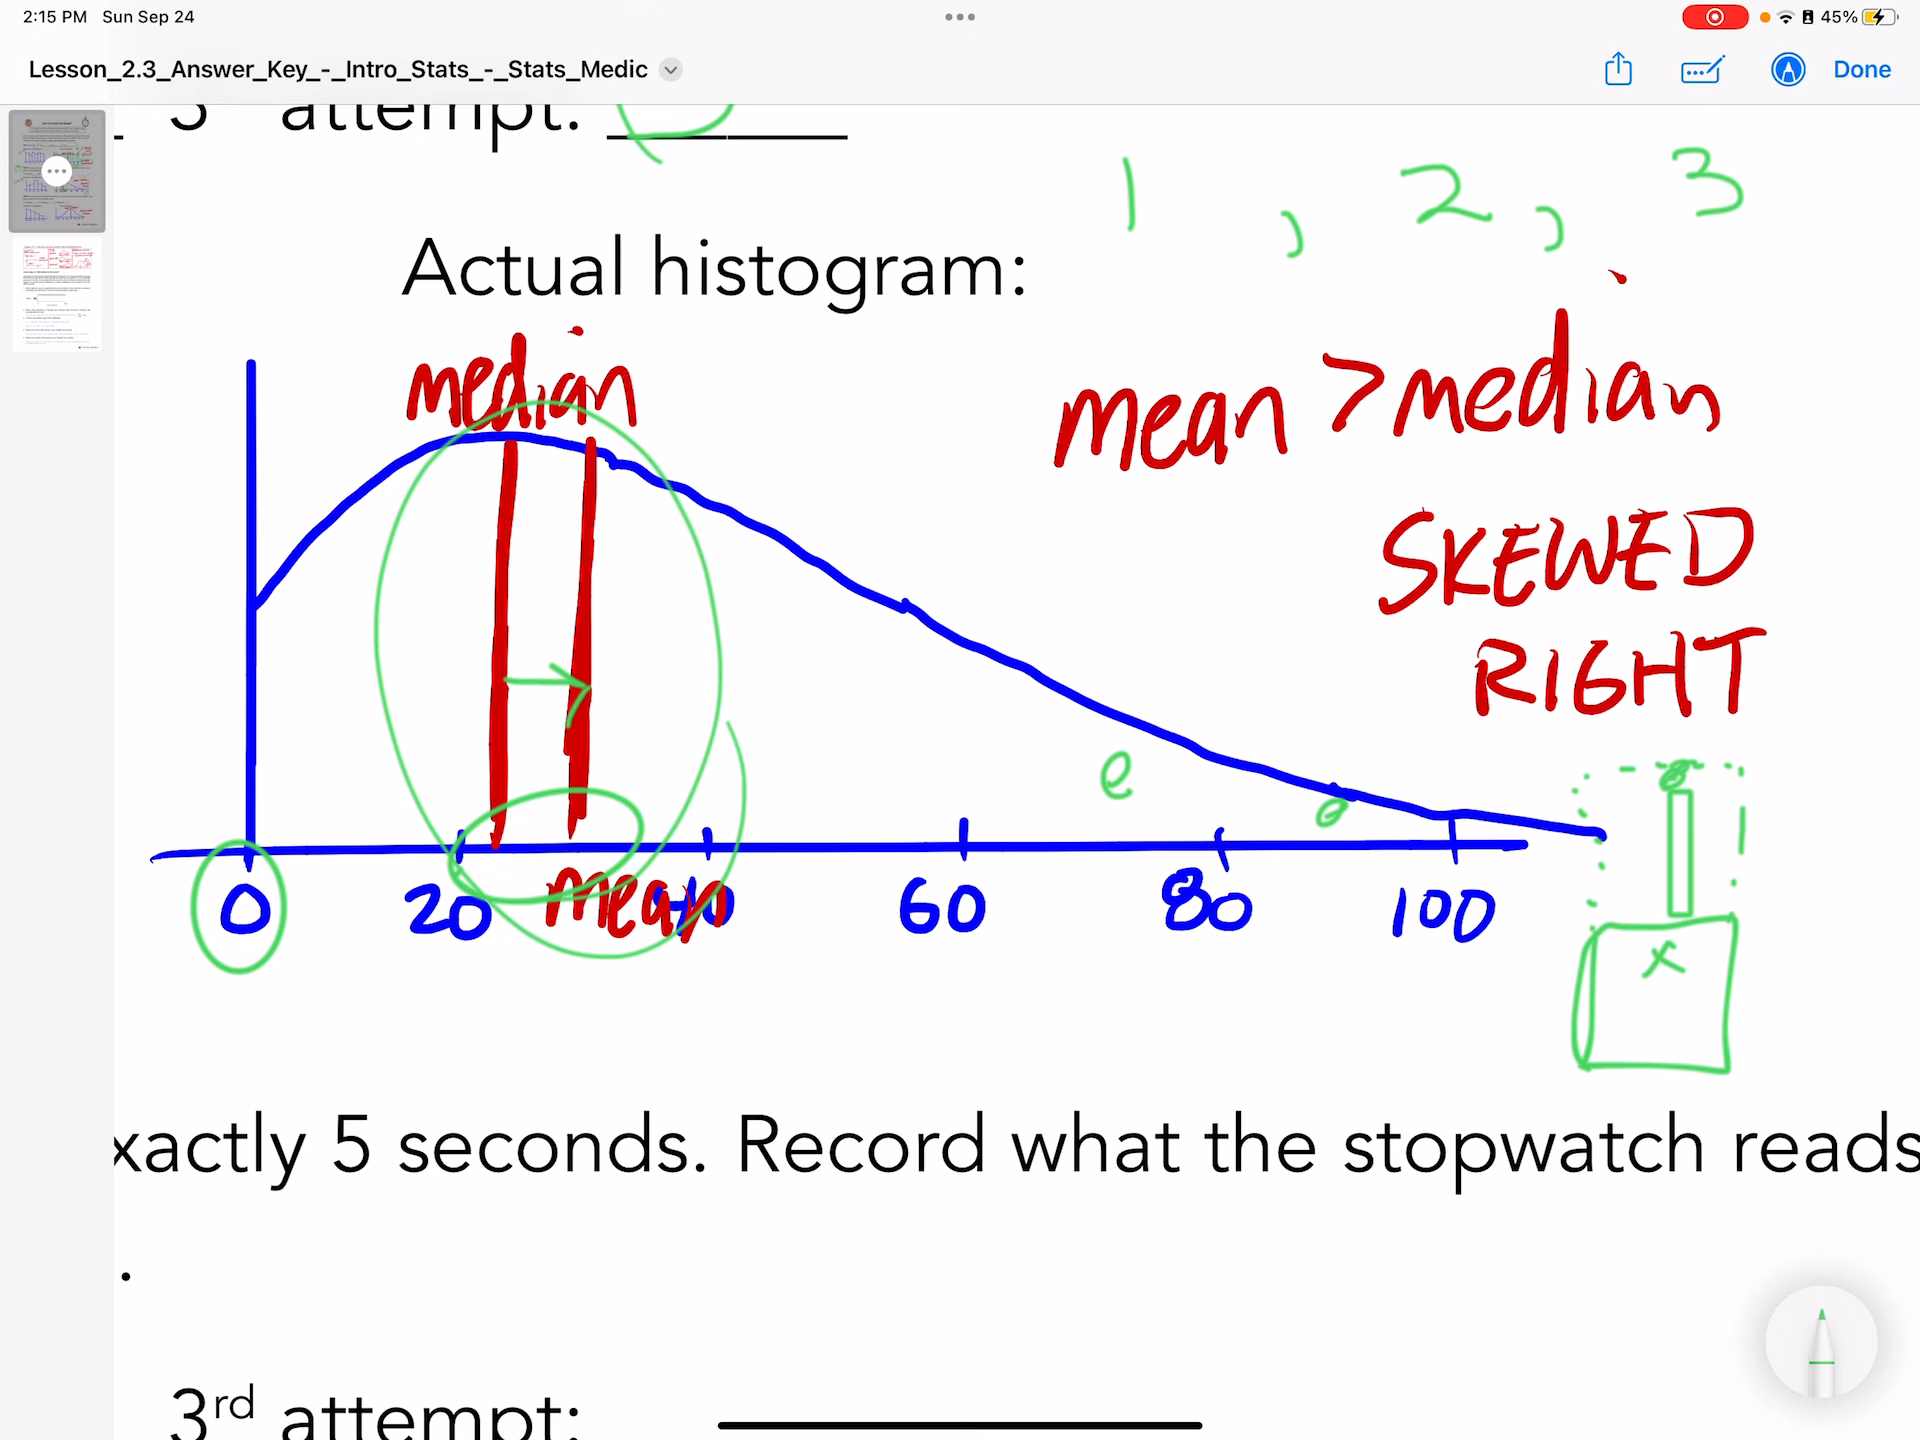 2:15 PM Sun Sep 24
45%
Lesson_2.3_Answer_Key_-_Intro_Stats_-_Stats_Medic
Done
attempt:
1, 2, 3
Actual histogram:
median
mean > median
SKEWED
RIGHT
e
e
0 20 40 60 80 100
mean
x
xactly 5 seconds. Record what the stopwatch reads
.
3rd attempt: